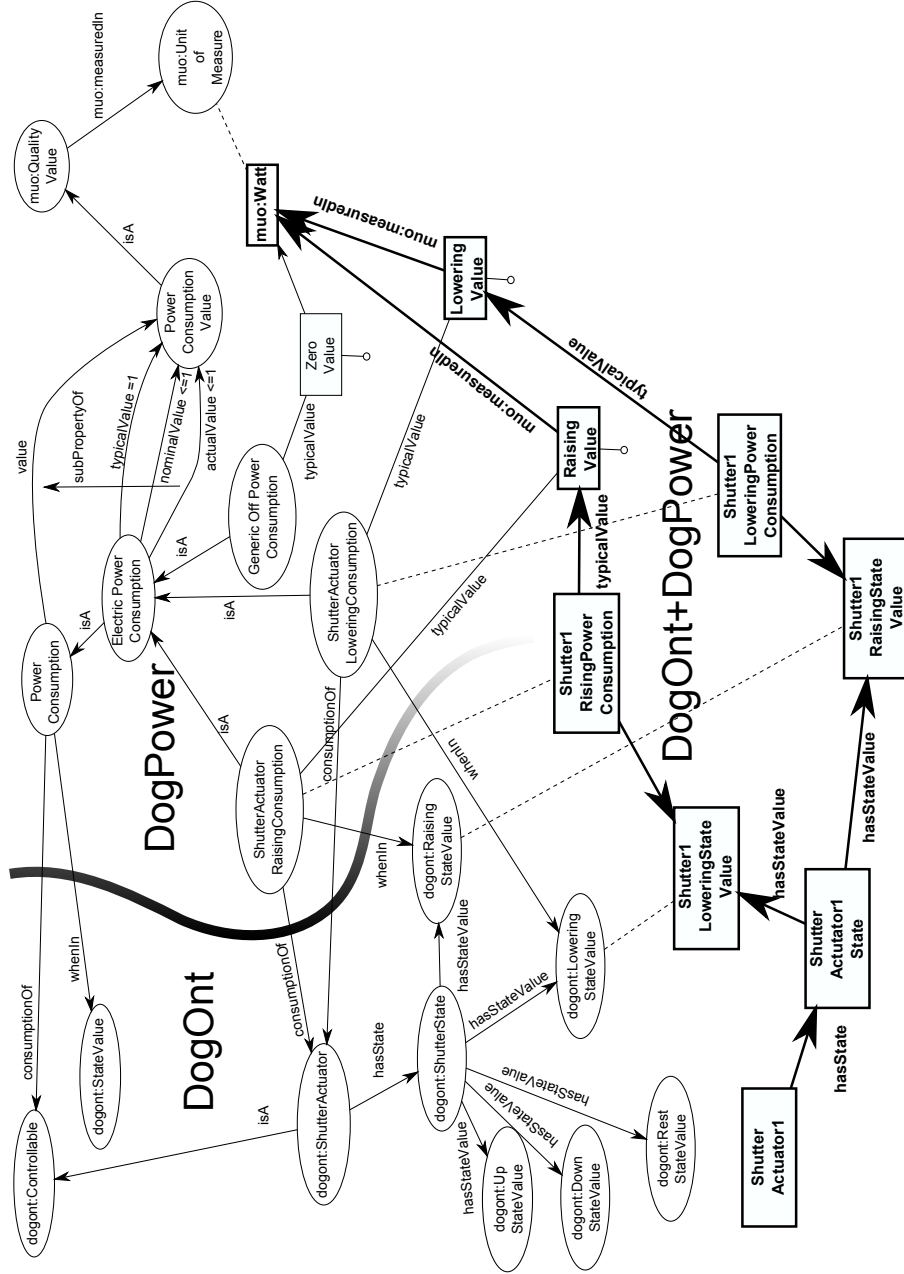 dogont:Controllable
consumptionOf
Power
Consumption
value
muo:Quality
Value
muo:measuredIn
dogont:StateValue
whenIn
isA
subPropertyOf
isA
muo:Unit
of
Measure
isA
Electric Power
Consumption
typicalValue =1
nominalValue <=1
actualValue <=1
Power
Consumption
Value
DogOnt
DogPower
isA
isA
isA
Generic Off Power
Consumption
typicalValue
Zero
Value
muo:Watt
dogont:ShutterActuator
consumptionOf
ShutterActuator
RaisingConsumption
consumptionOf
ShutterActuator
LoweringConsumption
typicalValue
muo:measuredIn
hasState
whenIn
typicalValue
muo:measuredIn
Lowering
Value
dogont:ShutterState
hasStateValue
dogont:Raising
StateValue
whenIn
hasStateValue
hasStateValue
hasStateValue
hasStateValue
dogont:Up
StateValue
dogont:Down
StateValue
dogont:Rest
StateValue
dogont:Lowering
StateValue
Shutter1
RisingPower
Consumption
typicalValue
Raising
Value
typicalValue
DogOnt+DogPower
Shutter1
LoweringState
Value
Shutter1
LoweringPower
Consumption
Shutter
Actuator1
hasState
Shutter
Actutator1
State
hasStateValue
hasStateValue
Shutter1
RaisingState
Value